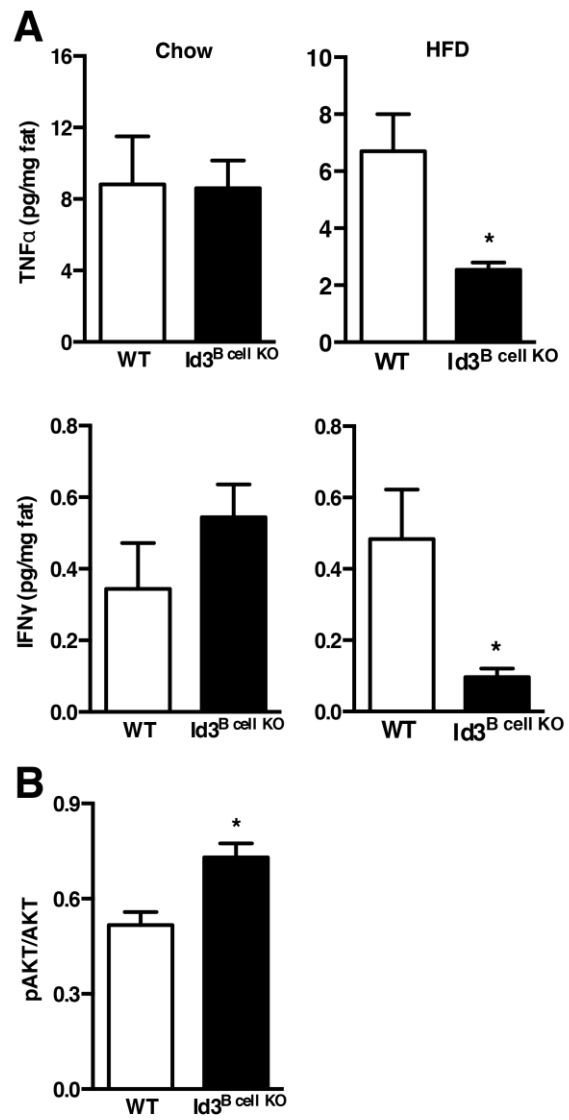 A
Chow
HFD
TNFα (pg/mg fat)
16
12
8
4
0
WT
Id3B cell KO
10
8
6
4
2
0
*
WT
Id3B cell KO
IFNγ (pg/mg fat)
0.8
0.6
0.4
0.2
0.0
WT
Id3B cell KO
0.8
0.6
0.4
0.2
0.0
*
WT
Id3B cell KO
B
pAKT/AKT
0.9
0.6
0.3
0.0
*
WT
Id3B cell KO